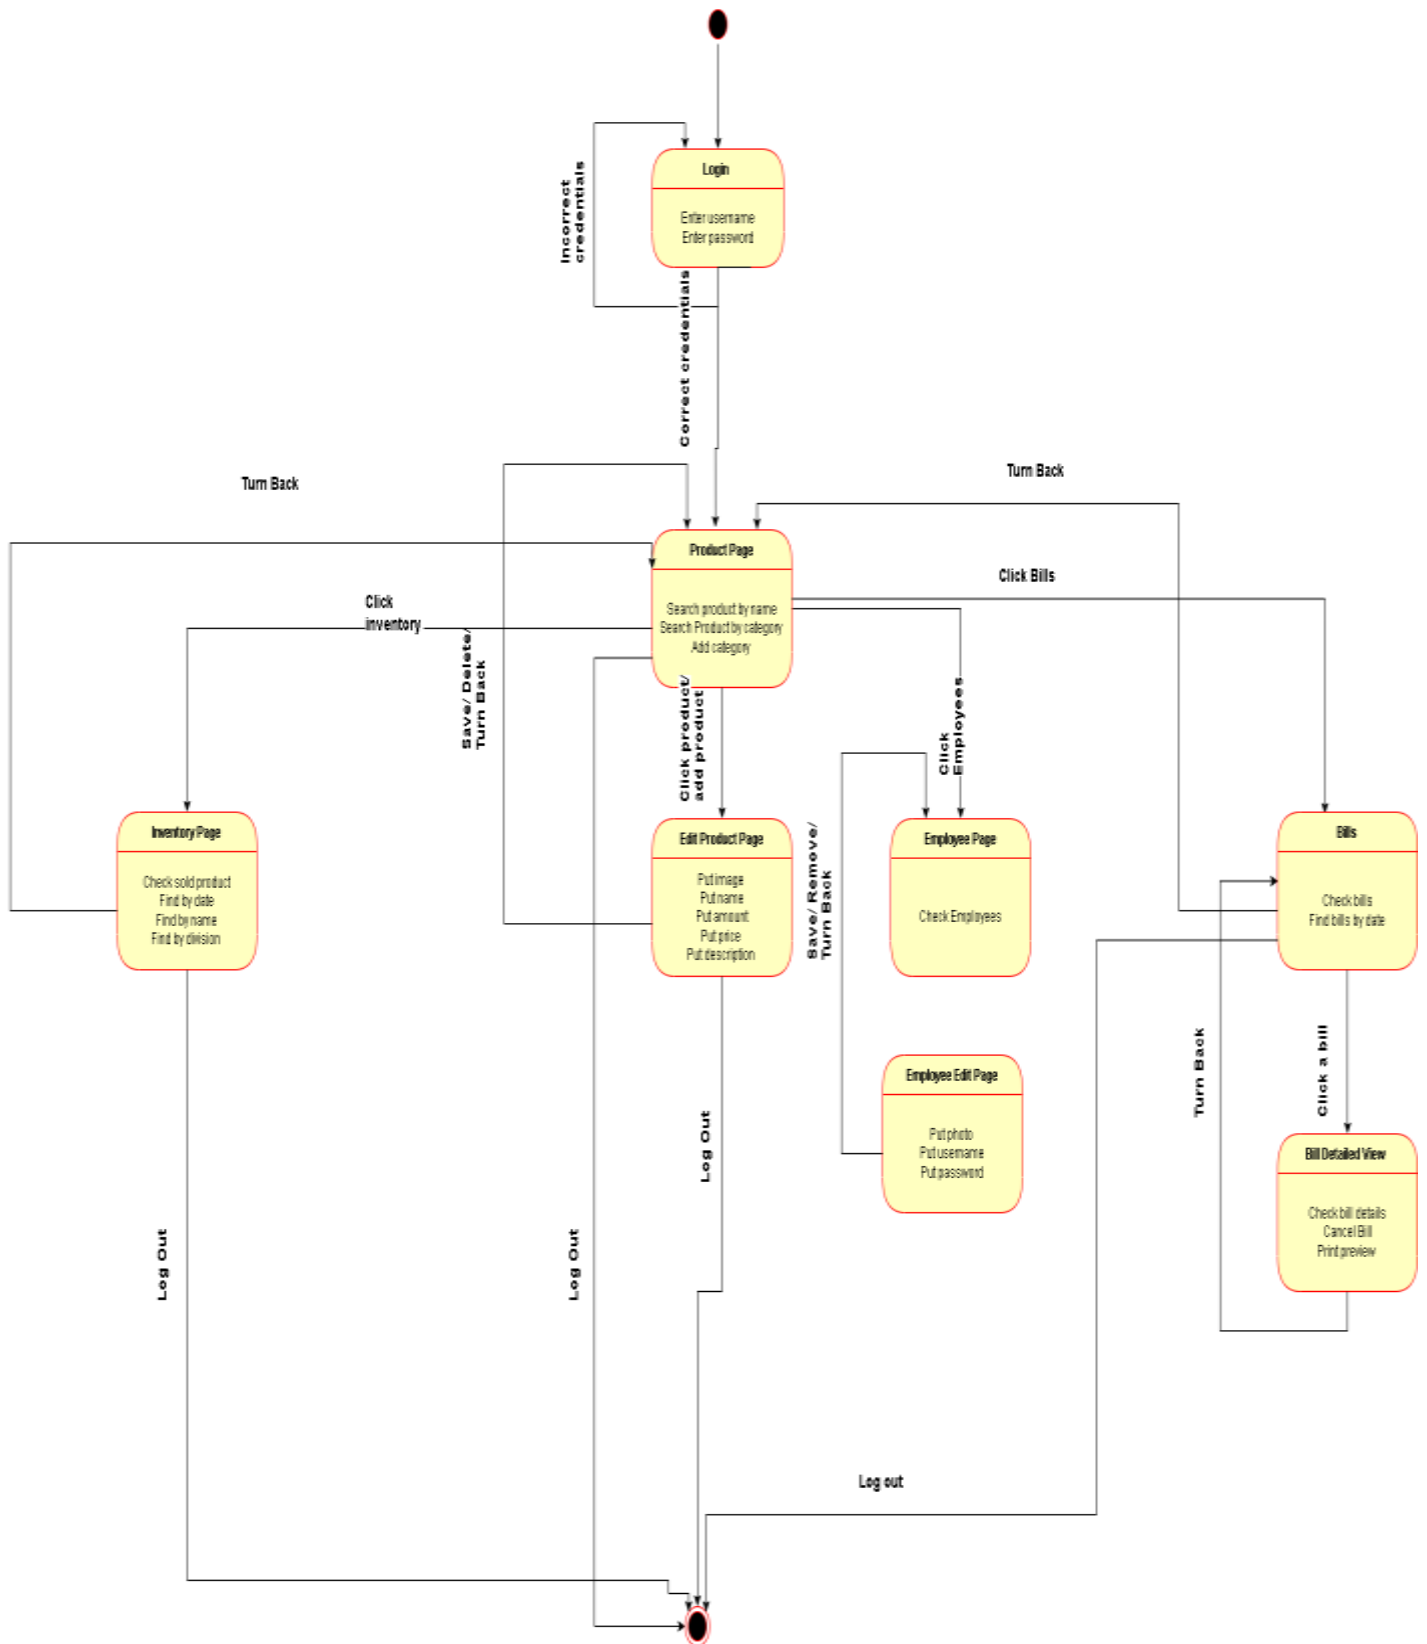 Login
Enter username
Enter password
Incorrect
credentials
Correct credentials
Turn Back
Turn Back
Product Page
Search product by name
Search Product by category
Add category
Click Bills
Click
inventory
Save/ Delete/
Turn Back
Click product/
add product
Click
Employees
Inventory Page
Check sold product
Find by date
Find by name
Find by division
Edit Product Page
Put image
Put name
Put amount
Put price
Put description
Save/ Remove/
Turn Back
Employee Page
Check Employees
Bills
Check bills
Find bills by date
Turn Back
Click a bill
Log Out
Employee Edit Page
Put photo
Put username
Put password
Bill Detailed View
Check bill details
Cancel Bill
Print preview
Log Out
Log Out
Log out